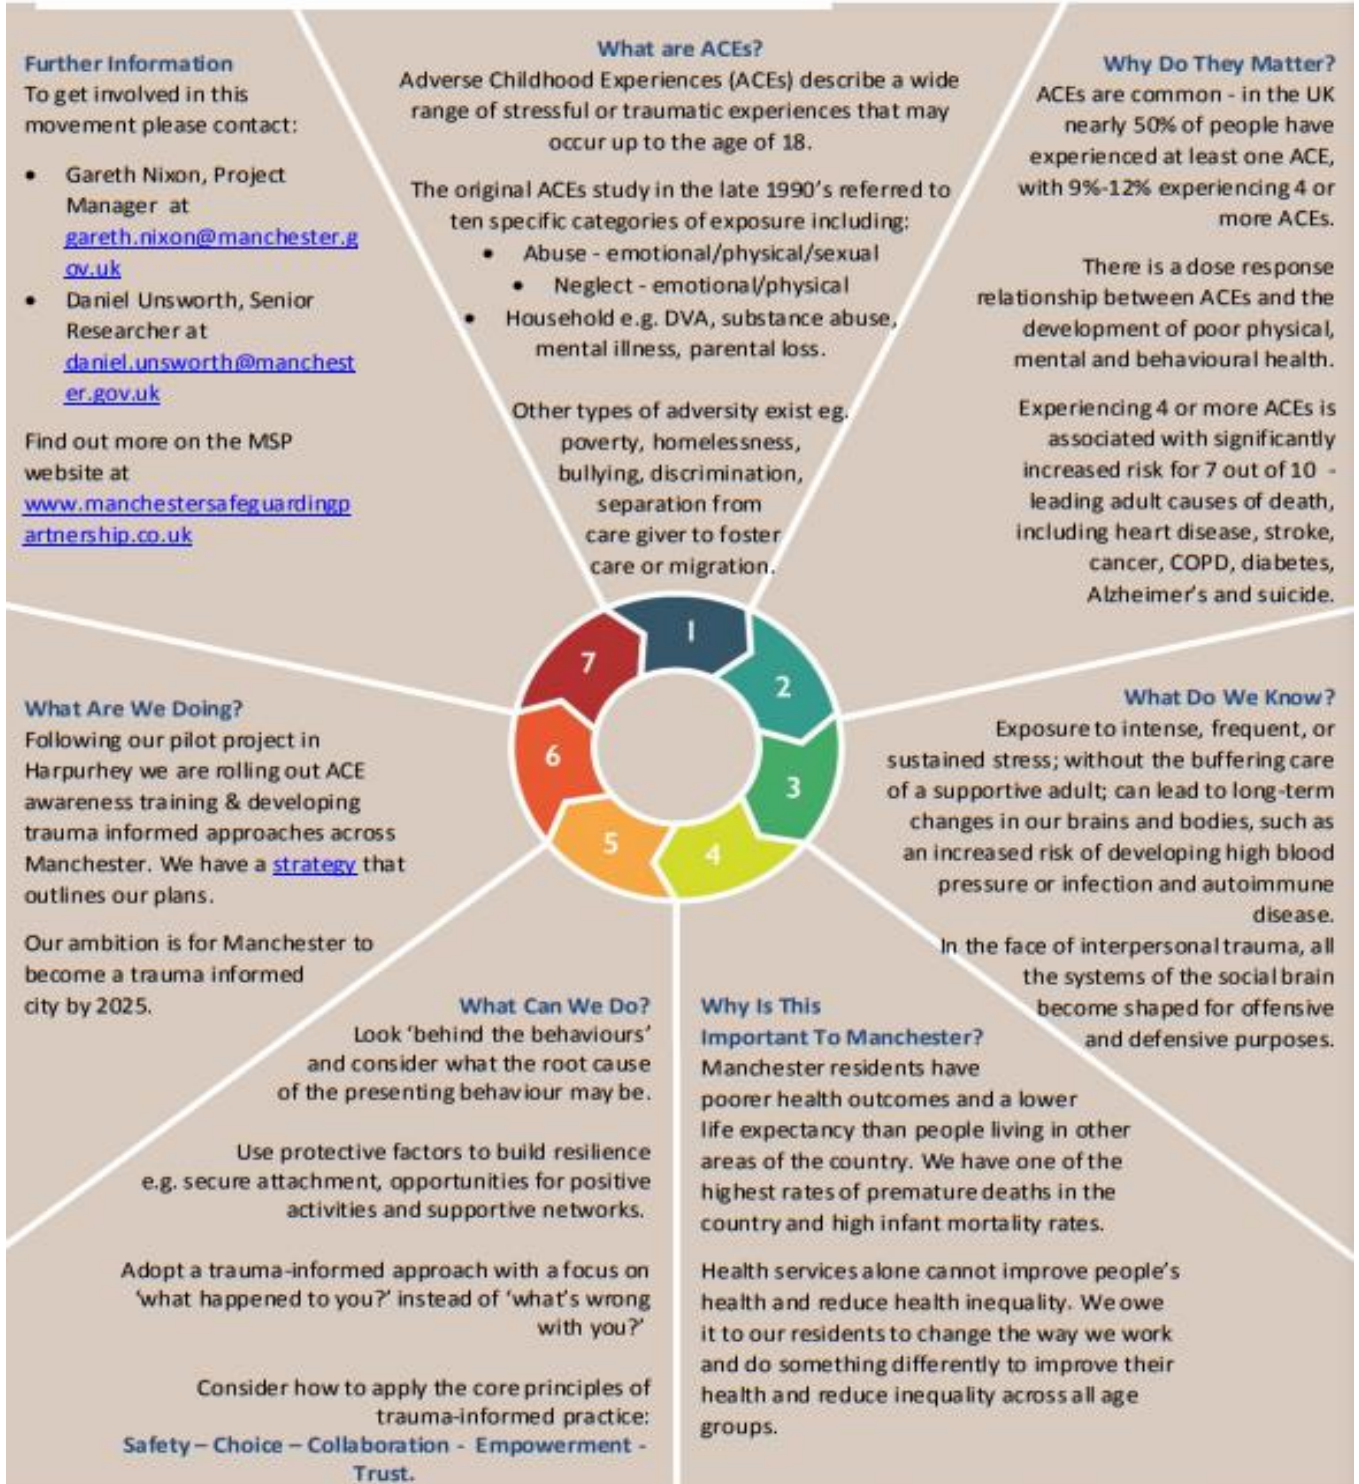 What are ACEs?
Adverse Childhood Experiences (ACEs) describe a wide
range of stressful or traumatic experiences that may
occur up to the age of 18.
The original ACEs study in the late 1990's referred to
ten specific categories of exposure including:
• Abuse - emotional/physical/sexual
• Neglect - emotional/physical
• Household e.g. DVA, substance abuse,
mental illness, parental loss.
Other types of adversity exist eg.
poverty, homelessness,
bullying, discrimination,
separation from
care giver to foster
care or migration.
Why Do They Matter?
ACEs are common - in the UK
nearly 50% of people have
experienced at least one ACE,
with 9%-12% experiencing 4 or
more ACEs.
There is a dose response
relationship between ACEs and the
development of poor physical,
mental and behavioural health.
Experiencing 4 or more ACEs is
associated with significantly
increased risk for 7 out of 10 -
leading adult causes of death,
including heart disease, stroke,
cancer, COPD, diabetes,
Alzheimer's and suicide.
What Do We Know?
Exposure to intense, frequent, or
sustained stress; without the buffering care
of a supportive adult; can lead to long-term
changes in our brains and bodies, such as
an increased risk of developing high blood
pressure or infection and autoimmune
disease.
In the face of interpersonal trauma, all
the systems of the social brain
become shaped for offensive
and defensive purposes.
Why Is This
Important To Manchester?
Manchester residents have
poorer health outcomes and a lower
life expectancy than people living in other
areas of the country. We have one of the
highest rates of premature deaths in the
country and high infant mortality rates.
Health services alone cannot improve people's
health and reduce health inequality. We owe
it to our residents to change the way we work
and do something differently to improve their
health and reduce inequality across all age
groups.
What Can We Do?
Look 'behind the behaviours'
and consider what the root cause
of the presenting behaviour may be.
Use protective factors to build resilience
e.g. secure attachment, opportunities for positive
activities and supportive networks.
Adopt a trauma-informed approach with a focus on
'what happened to you?' instead of 'what's wrong
with you?'
Consider how to apply the core principles of
trauma-informed practice:
Safety – Choice – Collaboration - Empowerment -
Trust.
What Are We Doing?
Following our pilot project in
Harpurhey we are rolling out ACE
awareness training & developing
trauma informed approaches across
Manchester. We have a strategy that
outlines our plans.
Our ambition is for Manchester to
become a trauma informed
city by 2025.
Further Information
To get involved in this
movement please contact:
• Gareth Nixon, Project
Manager at
gareth.nixon@manchester.g
ov.uk
• Daniel Unsworth, Senior
Researcher at
daniel.unsworth@manchest
er.gov.uk
Find out more on the MSP
website at
www.manchestersafeguardingp
artnership.co.uk
1
2
3
4
5
6
7